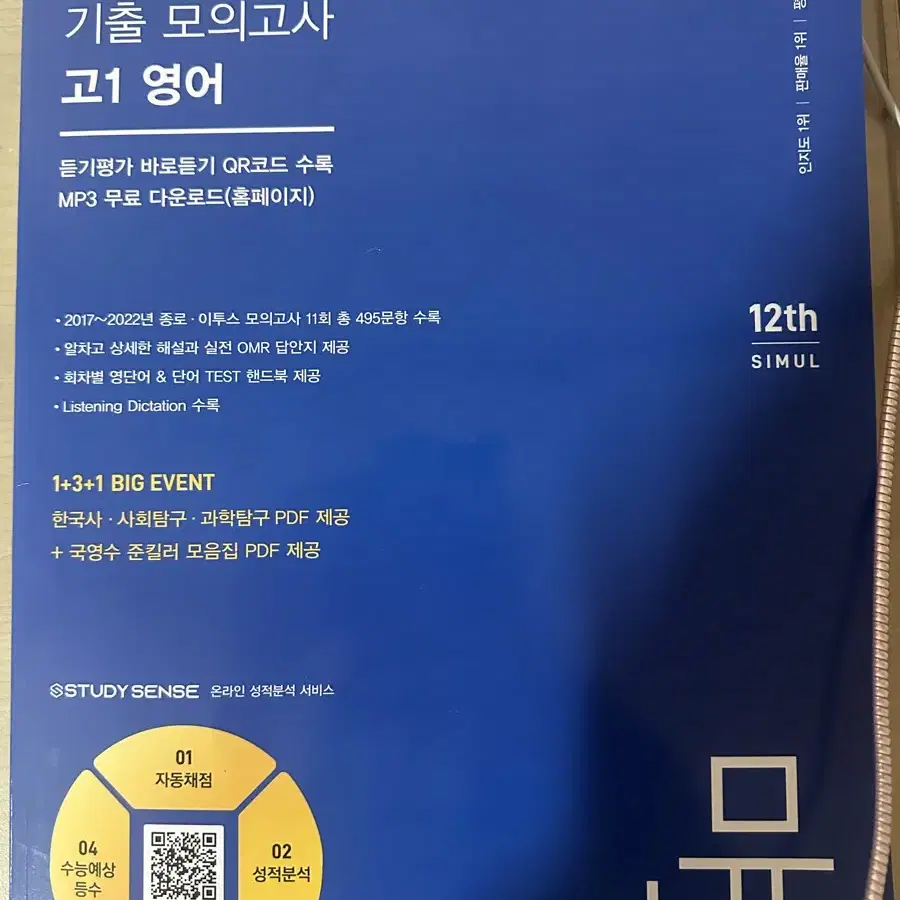 기출 모의고사
고1 영어
듣기평가 바로듣기 QR코드 수록
MP3 무료 다운로드(홈페이지)
인지도 1위 | 판매율 1위 |
• 2017~2022년 종로 · 이투스 모의고사 11회 총 495문항 수록
• 알차고 상세한 해설과 실전 OMR 답안지 제공
• 회차별 영단어 & 단어 TEST 핸드북 제공
• Listening Dictation 수록
12th
SIMUL
1+3+1 BIG EVENT
한국사 · 사회탐구 · 과학탐구 PDF 제공
+ 국영수 준킬러 모음집 PDF 제공
STUDY SENSE 온라인 성적분석 서비스
01
자동채점
04
수능예상
등수
02
성적분석